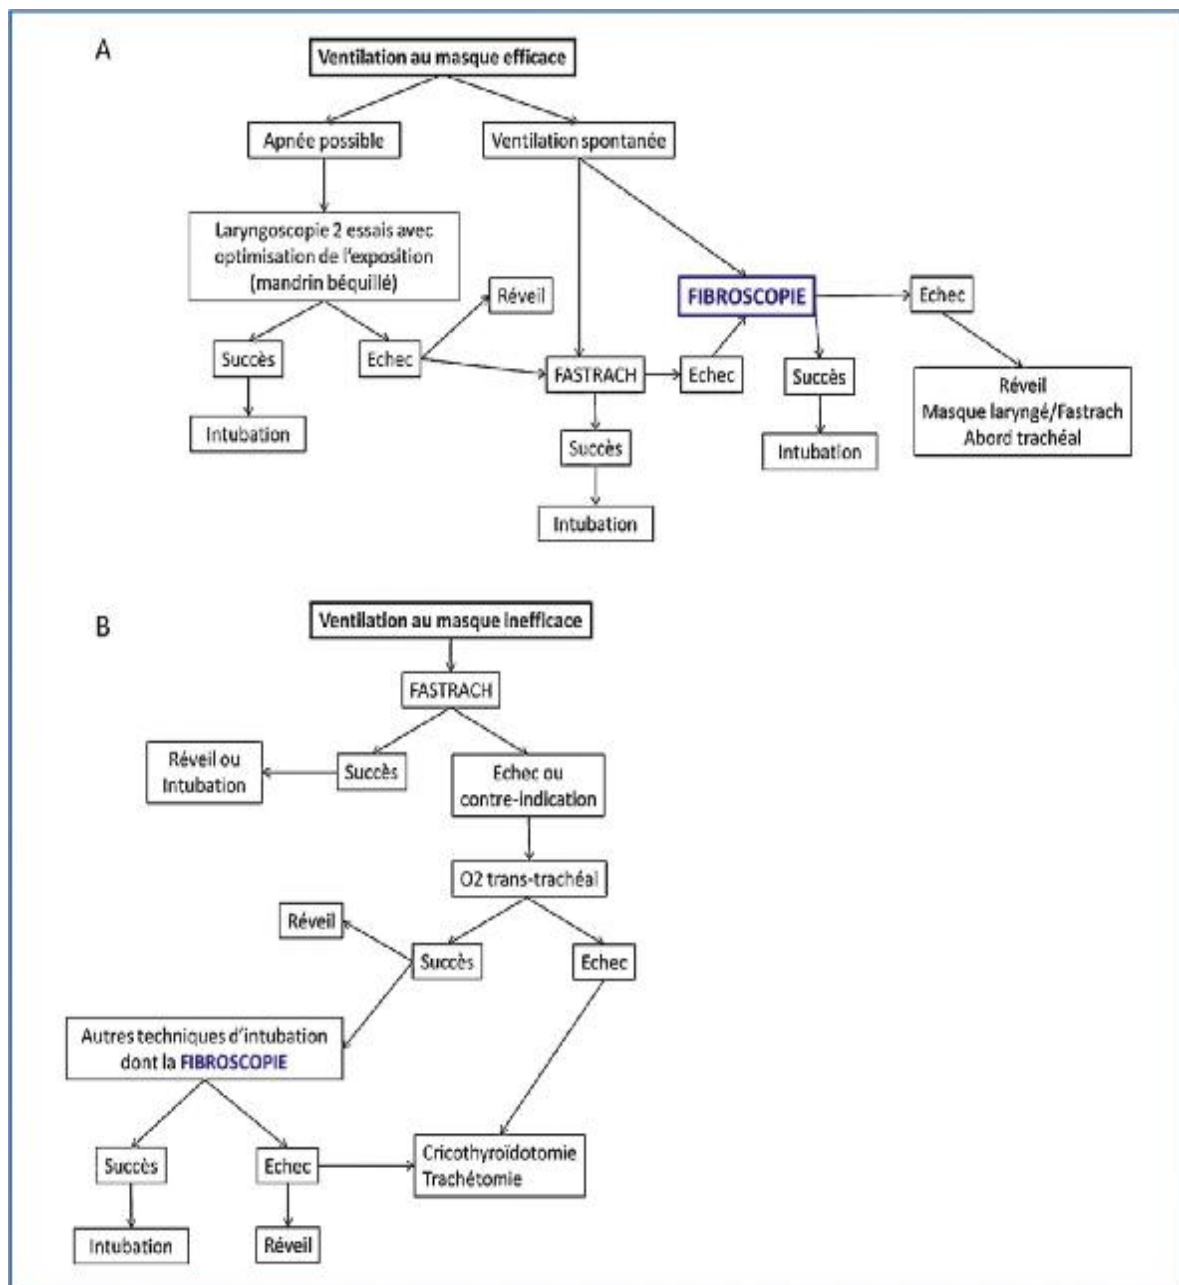 A
Ventilation au masque efficace
Apnée possible
Ventilation spontanée
Laryngoscopie 2 essais avec
optimisation de l'exposition
(mandrin béquillé)
Réveil
FIBROSCOPIE
Echec
Succès
Echec
FASTRACH
Echec
Succès
Réveil
Masque laryngé/Fastrach
Abord trachéal
Intubation
Succès
Intubation
Intubation
B
Ventilation au masque inefficace
FASTRACH
Réveil ou
Intubation
Succès
Echec ou
contre-indication
O2 trans-trachéal
Réveil
Succès
Echec
Autres techniques d'intubation
dont la FIBROSCOPIE
Succès
Echec
Cricothyroïdotomie
Trachétomie
Intubation
Réveil